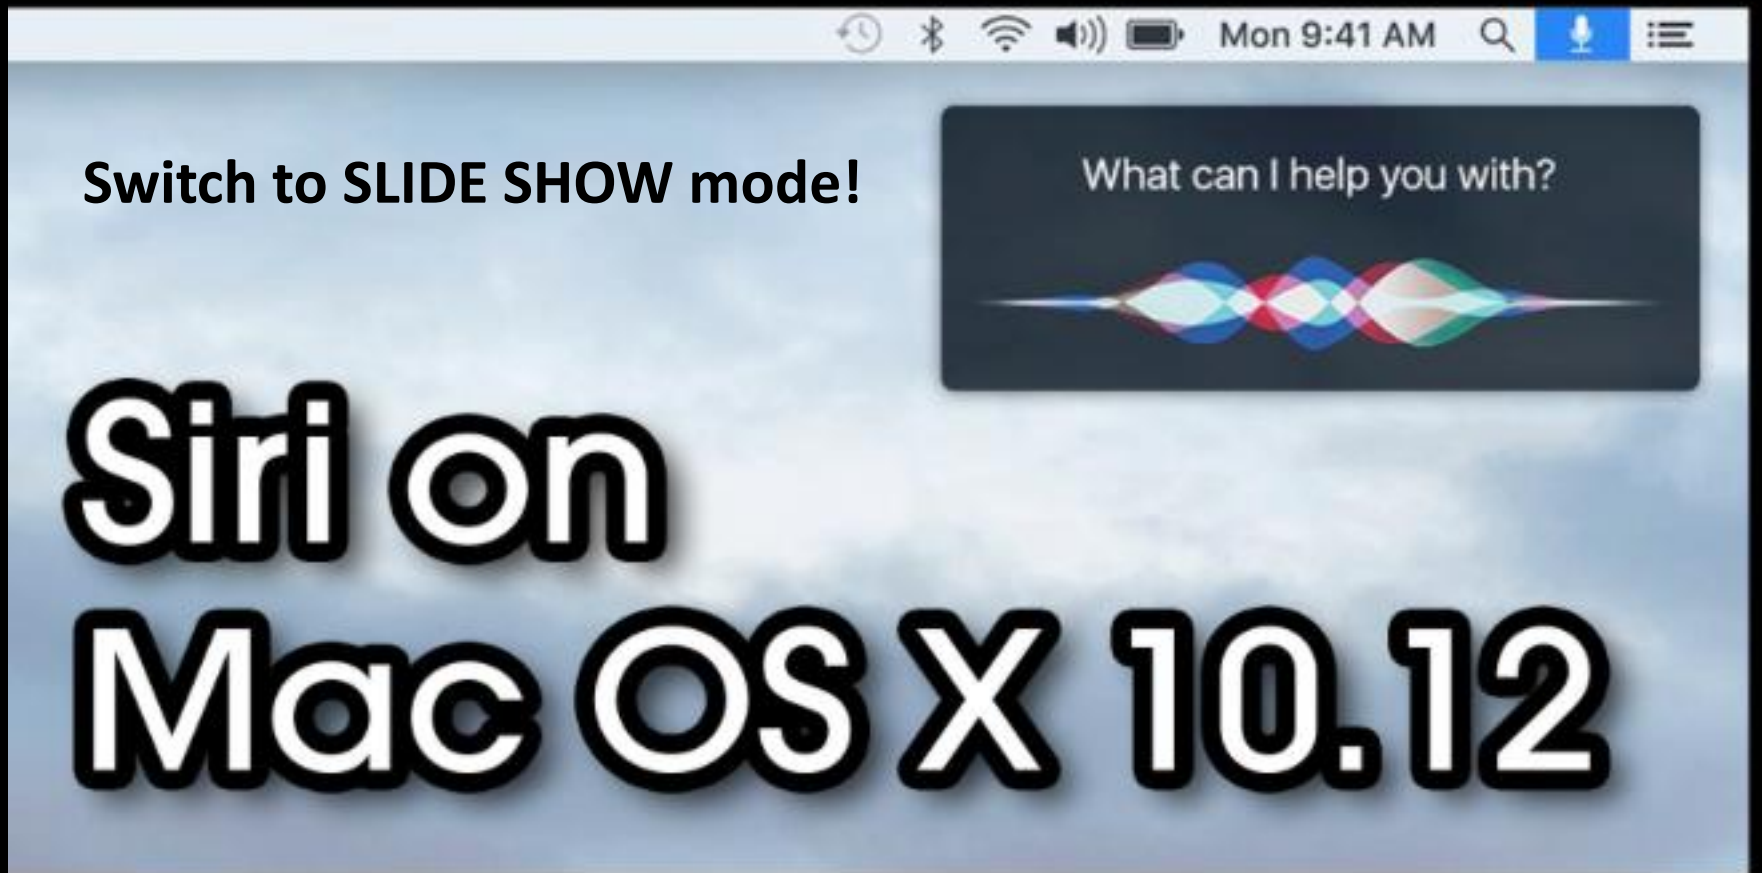 Mon 9:41 AM
Switch to SLIDE SHOW mode!
What can I help you with?
Siri on
Mac OS X 10.12